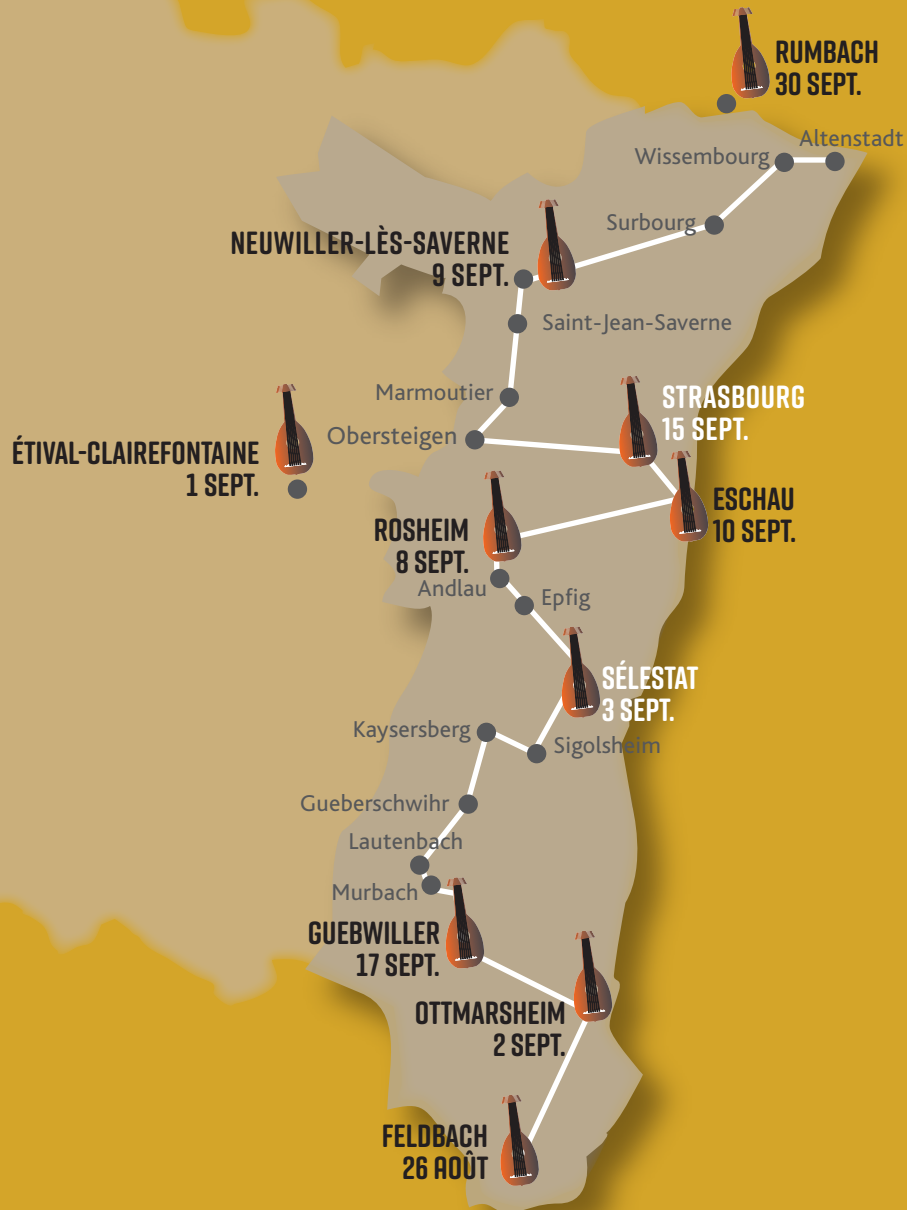 RUMBACH
30 SEPT.
Altenstadt
Wissembourg
Surbourg
NEUWILLER-LÈS-SAVERNE
9 SEPT.
Saint-Jean-Saverne
Marmoutier
STRASBOURG
15 SEPT.
Obersteigen
ÉTIVAL-CLAIREFONTAINE
1 SEPT.
ESCHAU
10 SEPT.
ROSHEIM
8 SEPT.
Andlau
Epfig
SÉLESTAT
3 SEPT.
Kaysersberg
Sigolsheim
Gueberschwihr
Lautenbach
Murbach
GUEBWILLER
17 SEPT.
OTTMARSHEIM
2 SEPT.
FELDBACH
26 AOÛT